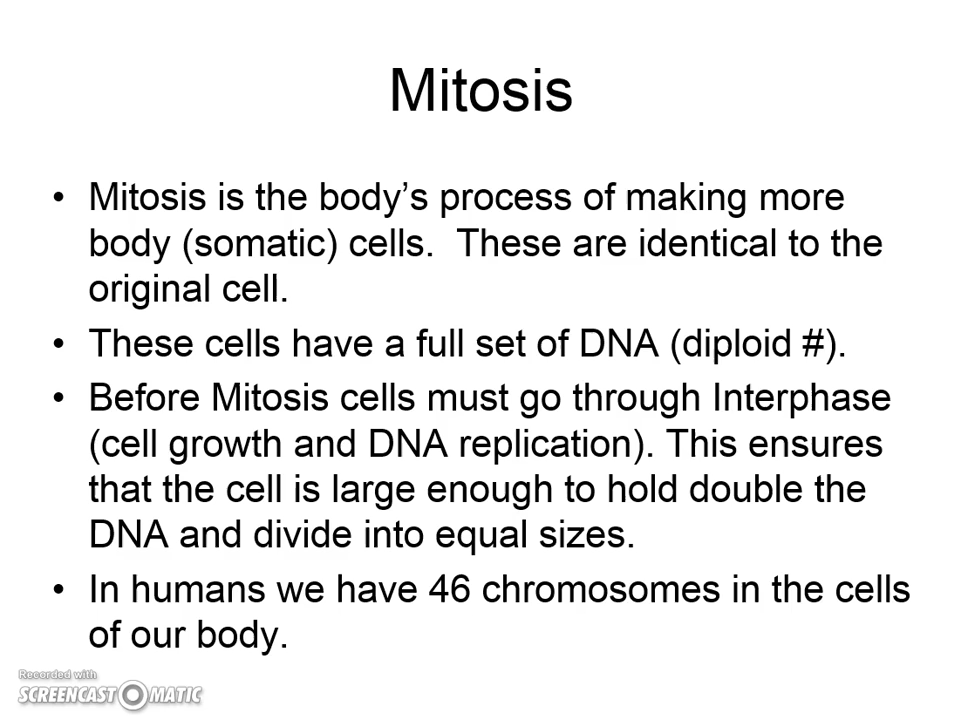 Mitosis
• Mitosis is the body’s process of making more
body (somatic) cells.  These are identical to the
original cell.
• These cells have a full set of DNA (diploid #).
• Before Mitosis cells must go through Interphase
(cell growth and DNA replication). This ensures
that the cell is large enough to hold double the
DNA and divide into equal sizes.
• In humans we have 46 chromosomes in the cells
of our body.
Recorded with
SCREENCAST-O-MATIC